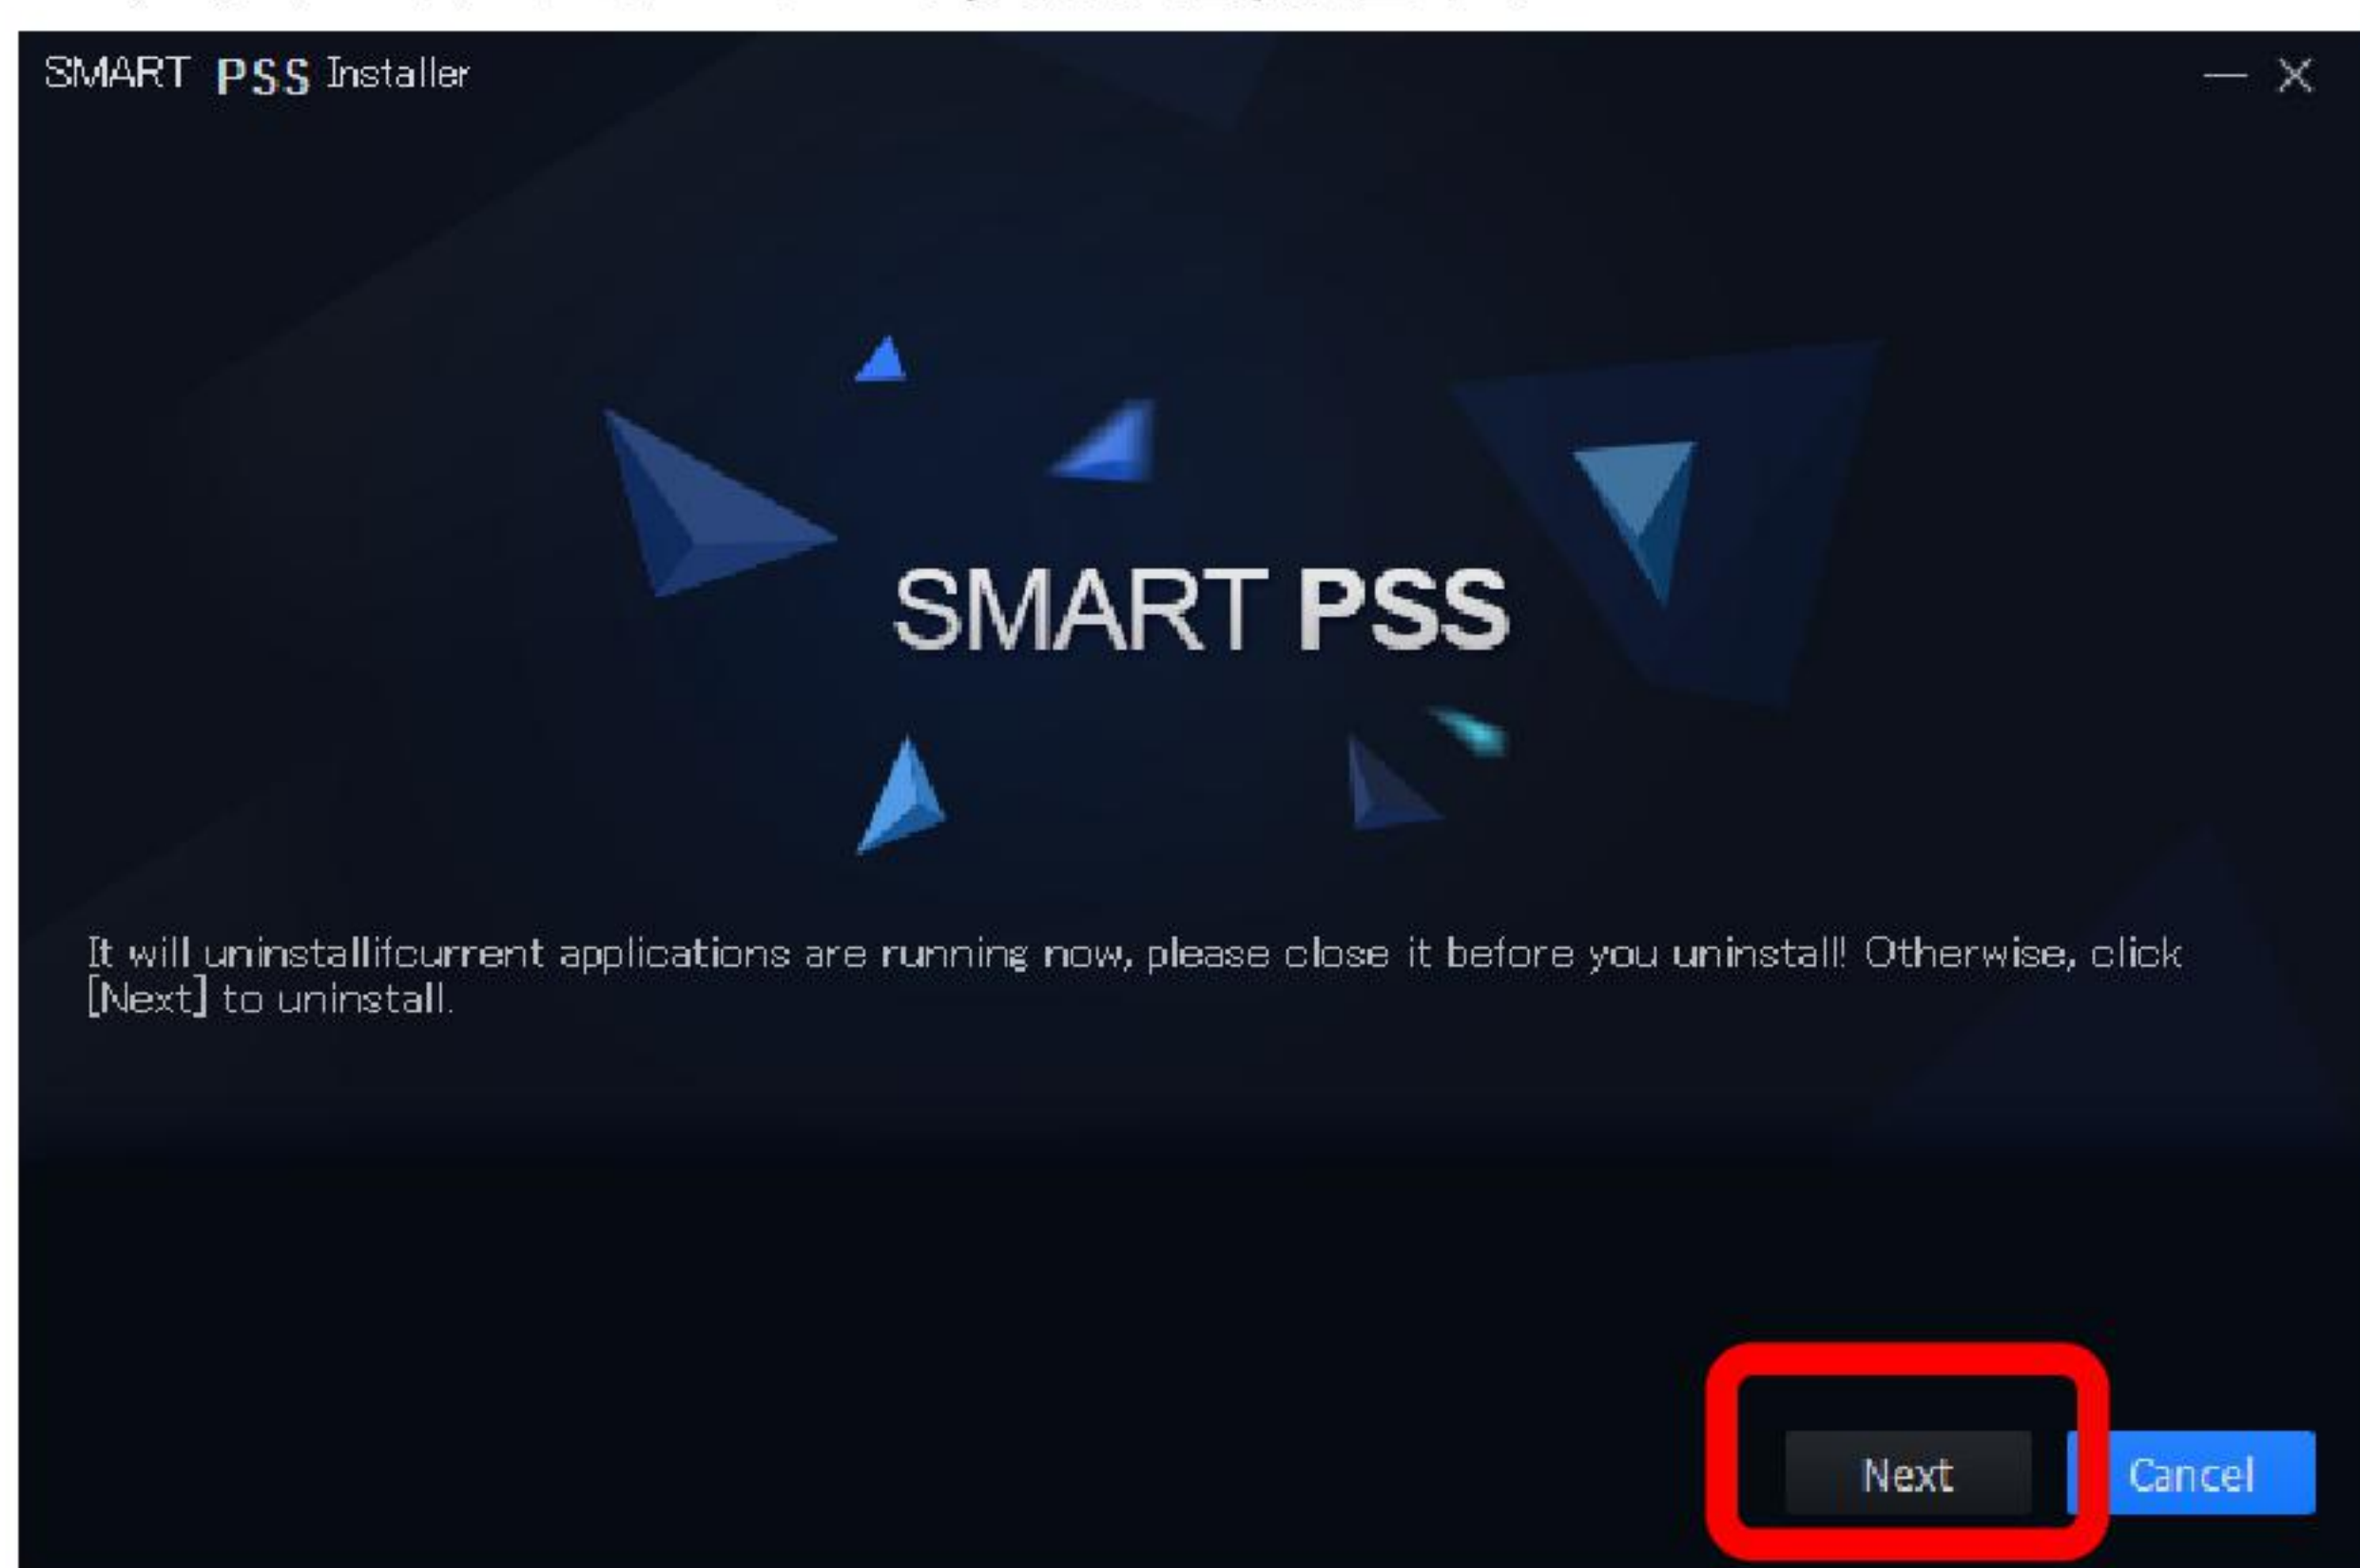 SMART PSS Installer
SMART PSS
It will uninstallifcurrent applications are running now, please close it before you uninstall! Otherwise, click
[Next] to uninstall.
Next
Cancel